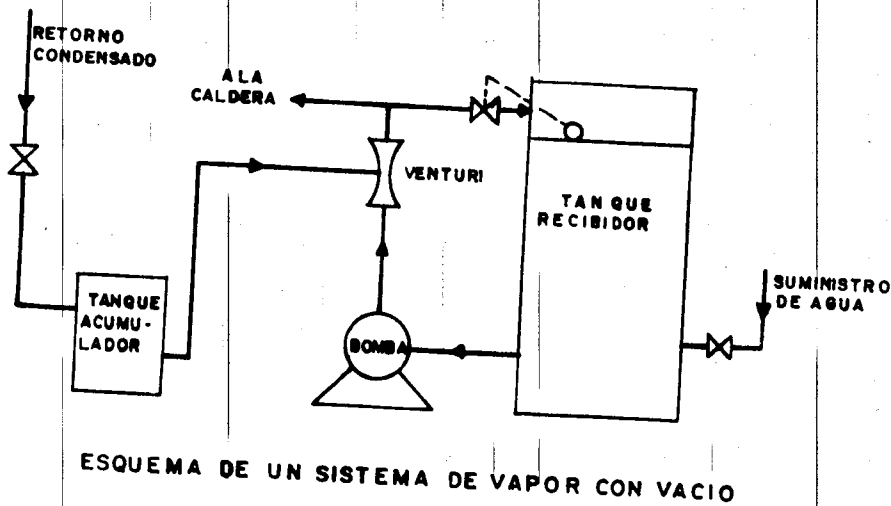 RETORNO
CONDENSADO
A LA
CALDERA
VENTURI
TANQUE
RECIBIDOR
SUMINISTRO
DE AGUA
TANQUE
ACUMU-
LADOR
BOMBA
ESQUEMA DE UN SISTEMA DE VAPOR CON VACIO